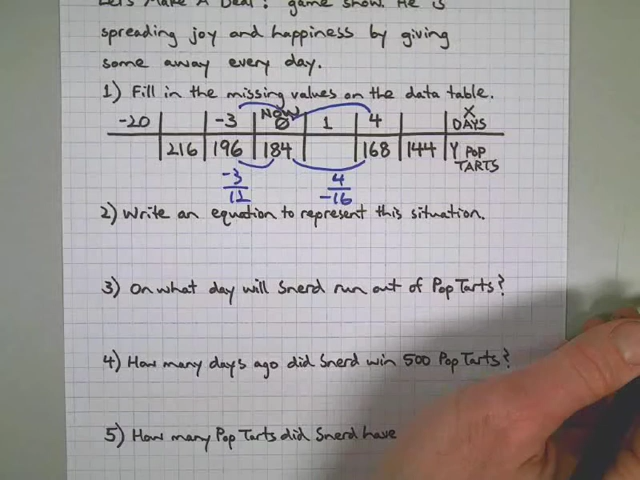 Let's Make A Deal! game show. He is
spreading joy and happiness by giving
some away every day.
1) Fill in the missing values on the data table.
-20 -3 NOW 0 1 4 X DAYS
216 196 184 168 144 Y POP TARTS
-3/12 4/-16
2) Write an equation to represent this situation.
3) On what day will Snerd run out of Pop Tarts?
4) How many days ago did Snerd win 500 Pop Tarts?
5) How many Pop Tarts did Snerd have